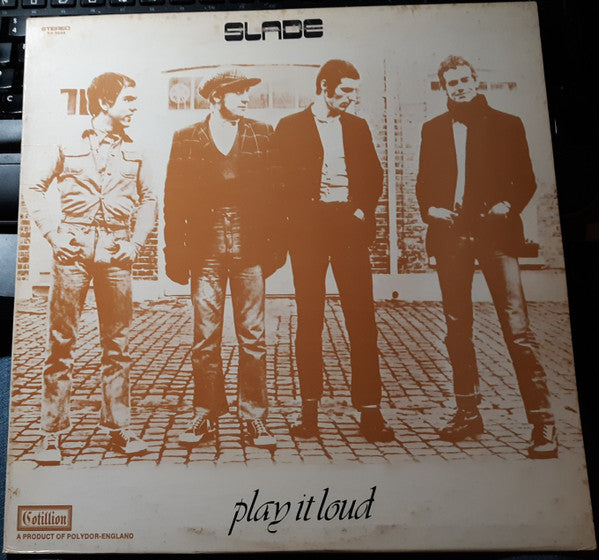 STEREO
SLADE
play it loud
Cotillion
A PRODUCT OF POLYDOR-ENGLAND